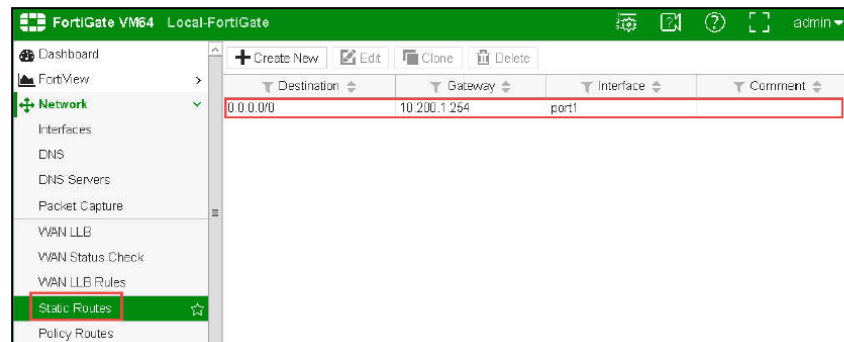 FortiGate VM64 Local-FortiGate admin
Dashboard
Create New Edit Clone Delete
FortiView
Destination Gateway Interface Comment
Network
0.0.0.0/0 10.200.1.254 port1
Interfaces
DNS
DNS Servers
Packet Capture
WAN LLB
WAN Status Check
WAN LLB Rules
Static Routes
Policy Routes